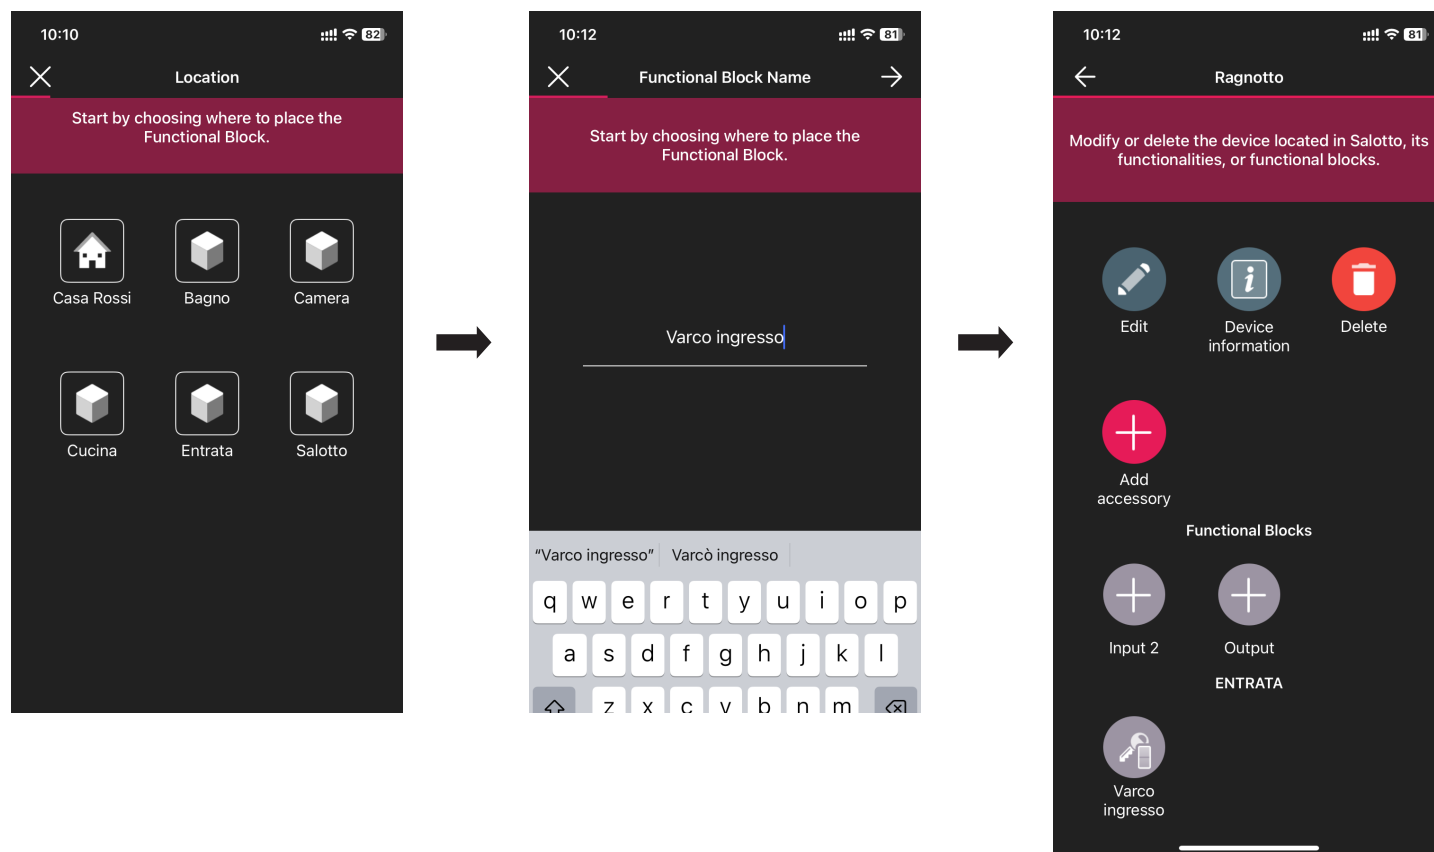 10:10
82
Location
Start by choosing where to place the
Functional Block.
Casa Rossi
Bagno
Camera
Cucina
Entrata
Salotto
10:12
81
Functional Block Name
Start by choosing where to place the
Functional Block.
Varco ingresso
“Varco ingresso”
Varcò ingresso
q w e r t y u i o p
a s d f g h j k l
z x c v b n m
10:12
81
Ragnotto
Modify or delete the device located in Salotto, its
functionalities, or functional blocks.
Edit
Device
information
Delete
Add
accessory
Functional Blocks
Input 2
Output
ENTRATA
Varco
ingresso